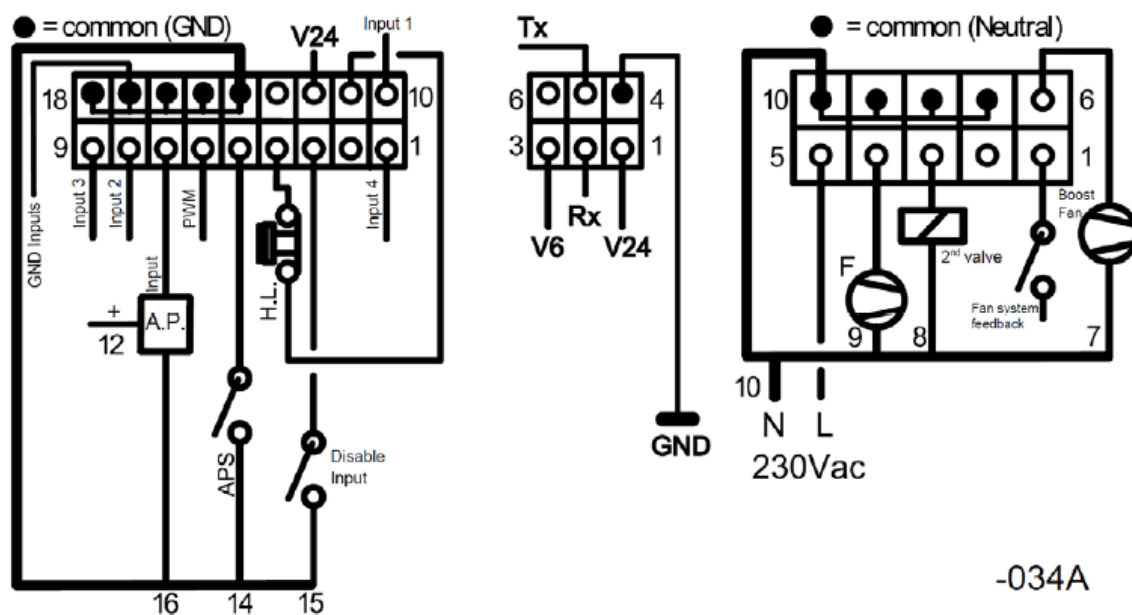 = common (GND)
Input 1
V24
18
10
9
1
GND Inputs
Input 3
Input 2
Input
PWM
Input 4
H.L.
+
12
A.P.
APS
Disable
Input
16
14
15
Tx
6
4
3
1
V6
Rx
V24
GND
= common (Neutral)
10
6
5
1
Boost
Fan
2nd valve
F
Fan system
feedback
9
8
7
10
N
L
230Vac
-034A